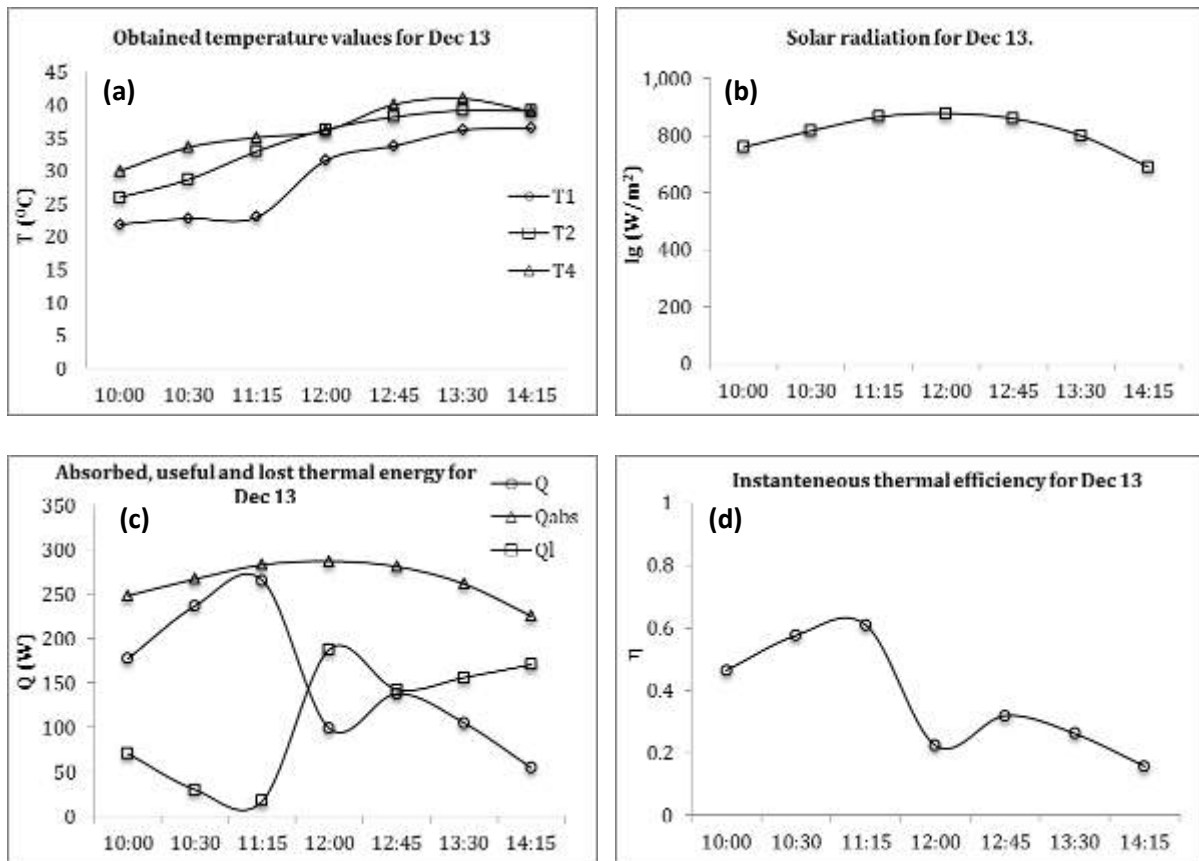 Obtained temperature values for Dec 13
(a)
T (⁰C)
45
40
35
30
25
20
15
10
5
0
T1
T2
T4
10:00 10:30 11:15 12:00 12:45 13:30 14:15
Solar radiation for Dec 13.
(b)
Ig (W/m²)
1,000
800
600
400
200
0
10:00 10:30 11:15 12:00 12:45 13:30 14:15
Absorbed, useful and lost thermal energy for
Dec 13
(c)
Q (W)
350
300
250
200
150
100
50
0
Q
Qabs
Ql
10:00 10:30 11:15 12:00 12:45 13:30 14:15
Instanteneous thermal efficiency for Dec 13
(d)
η
1
0.8
0.6
0.4
0.2
0
10:00 10:30 11:15 12:00 12:45 13:30 14:15